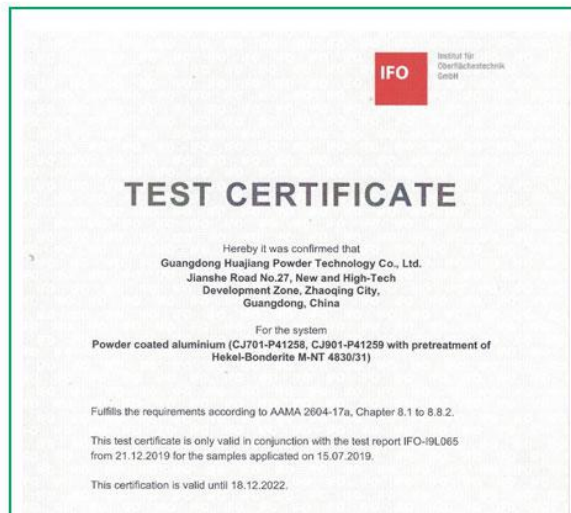 IFO
Institut für
Oberflächentechnik
GmbH
TEST CERTIFICATE
Hereby it was confirmed that
Guangdong Huajiang Powder Technology Co., Ltd.
Jianshe Road No.27, New and High-Tech
Development Zone, Zhaoqing City,
Guangdong, China
For the system
Powder coated aluminium (CJ701-P41258, CJ901-P41259 with pretreatment of
Hekel-Bonderite M-NT 4830/31)
Fulfills the requirements according to AAMA 2604-17a, Chapter 8.1 to 8.8.2.
This test certificate is only valid in conjunction with the test report IFO-I9L065
from 21.12.2019 for the samples applicated on 15.07.2019.
This certification is valid until 18.12.2022.